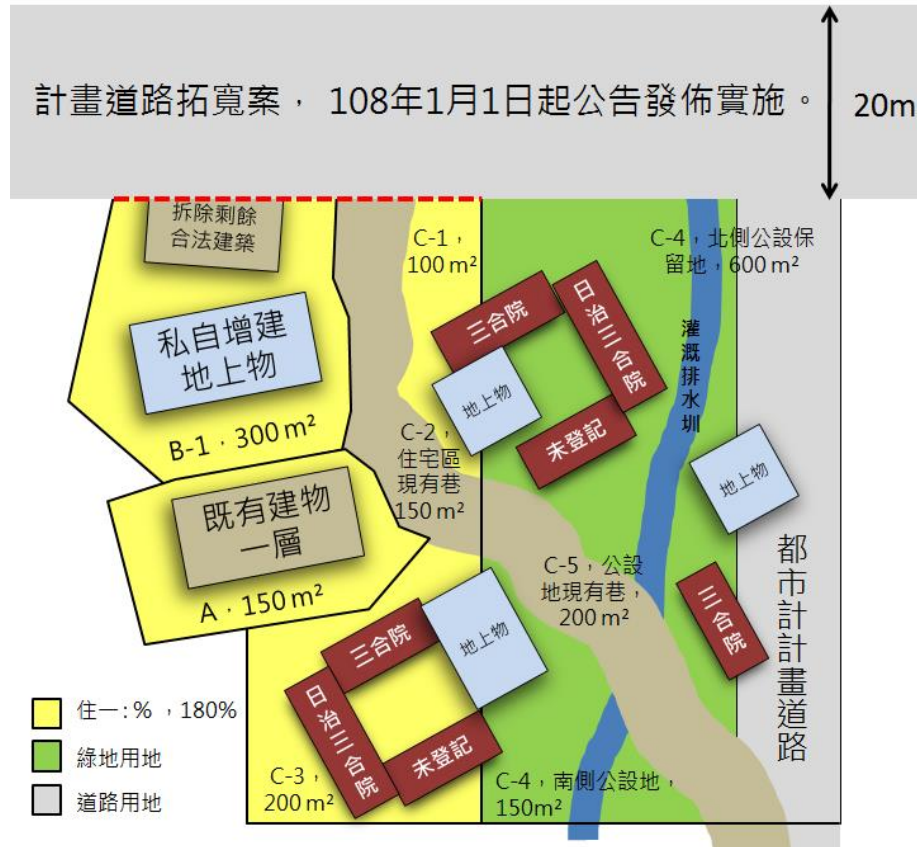 計畫道路拓寬案，108年1月1日起公告發佈實施。
20m
拆除剩餘
合法建築
C-1，
100 m²
C-4，北側公設保
留地，600 m²
私自增建
地上物
三合院
日治三合院
地上物
未登記
灌溉排水圳
B-1．300 m²
C-2，
住宅區
現有巷
150 m²
地上物
既有建物
一層
A．150 m²
C-5，公設
地現有巷，
200 m²
三合院
都市計計畫道路
三合院
地上物
日治三合院
未登記
C-3，
200 m²
C-4，南側公設地，
150m²
住一:%，180%
綠地用地
道路用地